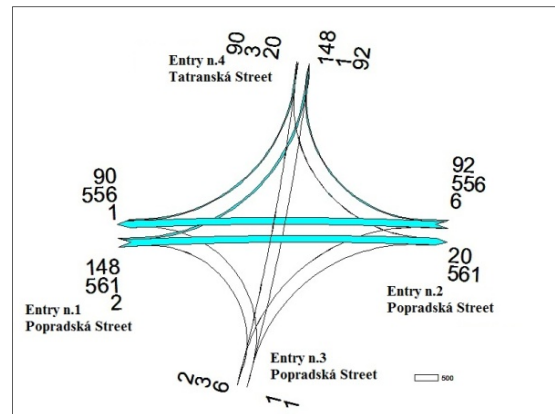 90
3
20
148
1
92
Entry n.4
Tatranská Street
90
556
1
92
556
6
148
561
2
20
561
Entry n.1
Popradská Street
Entry n.2
Popradská Street
Entry n.3
Popradská Street
2
3
6
1
1
500